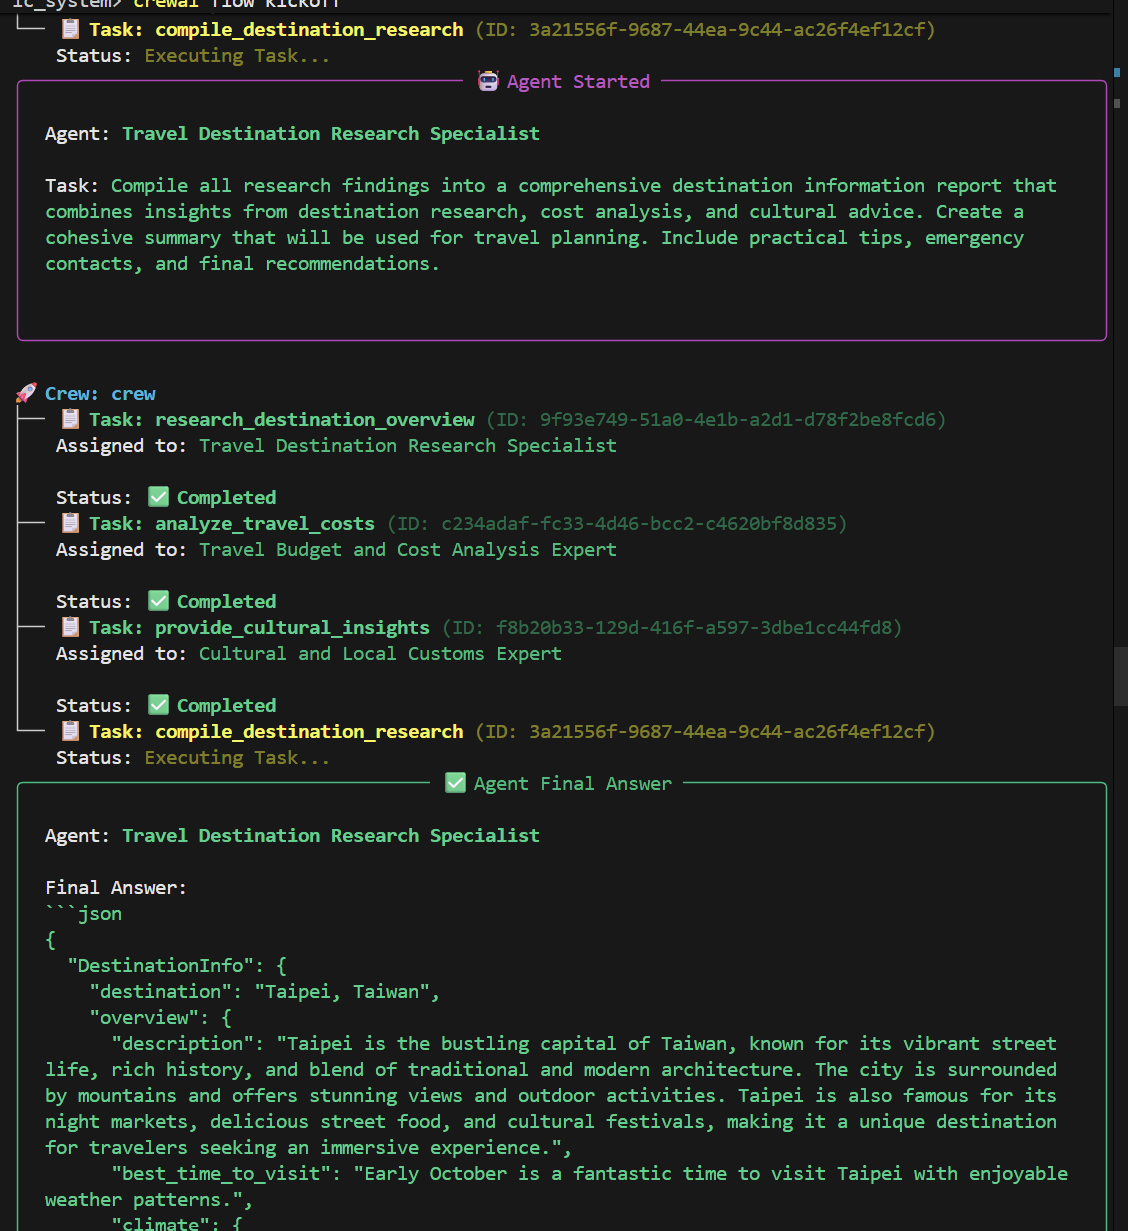 ic_system> crewai flow kickoff
Task: compile_destination_research (ID: 3a21556f-9687-44ea-9c44-ac26f4ef12cf)
Status: Executing Task...
Agent Started
Agent: Travel Destination Research Specialist
Task: Compile all research findings into a comprehensive destination information report that
combines insights from destination research, cost analysis, and cultural advice. Create a
cohesive summary that will be used for travel planning. Include practical tips, emergency
contacts, and final recommendations.
Crew: crew
Task: research_destination_overview (ID: 9f93e749-51a0-4e1b-a2d1-d78f2be8fcd6)
Assigned to: Travel Destination Research Specialist
Status: ✅ Completed
Task: analyze_travel_costs (ID: c234adaf-fc33-4d46-bcc2-c4620bf8d835)
Assigned to: Travel Budget and Cost Analysis Expert
Status: ✅ Completed
Task: provide_cultural_insights (ID: f8b20b33-129d-416f-a597-3dbe1cc44fd8)
Assigned to: Cultural and Local Customs Expert
Status: ✅ Completed
Task: compile_destination_research (ID: 3a21556f-9687-44ea-9c44-ac26f4ef12cf)
Status: Executing Task...
✅ Agent Final Answer
Agent: Travel Destination Research Specialist
Final Answer:
```json
{
"DestinationInfo": {
"destination": "Taipei, Taiwan",
"overview": {
"description": "Taipei is the bustling capital of Taiwan, known for its vibrant street
life, rich history, and blend of traditional and modern architecture. The city is surrounded
by mountains and offers stunning views and outdoor activities. Taipei is also famous for its
night markets, delicious street food, and cultural festivals, making it a unique destination
for travelers seeking an immersive experience.",
"best_time_to_visit": "Early October is a fantastic time to visit Taipei with enjoyable
weather patterns.",
"climate": {